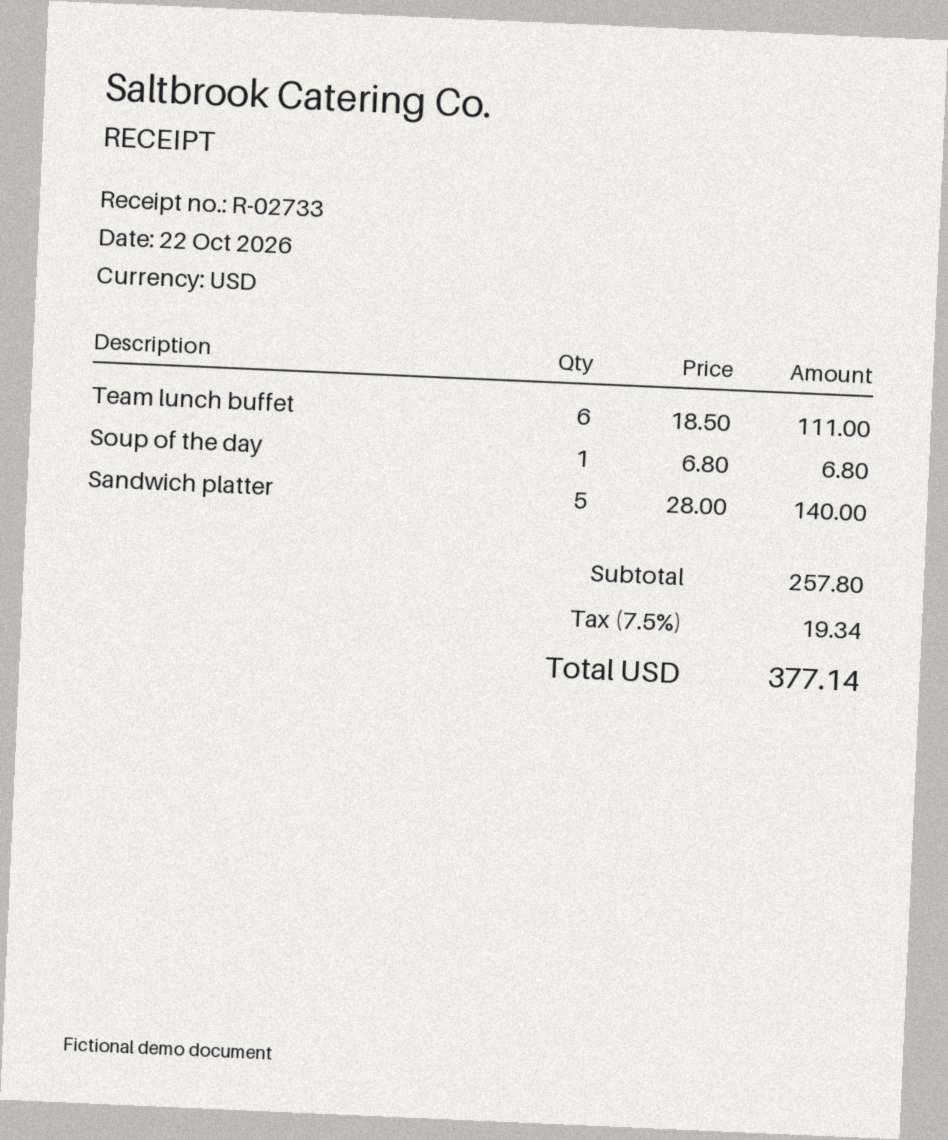 Saltbrook Catering Co.
RECEIPT
Receipt no.: R-02733
Date: 22 Oct 2026
Currency: USD
Description Qty Price Amount
Team lunch buffet 6 18.50 111.00
Soup of the day 1 6.80 6.80
Sandwich platter 5 28.00 140.00
Subtotal 257.80
Tax (7.5%) 19.34
Total USD 377.14
Fictional demo document